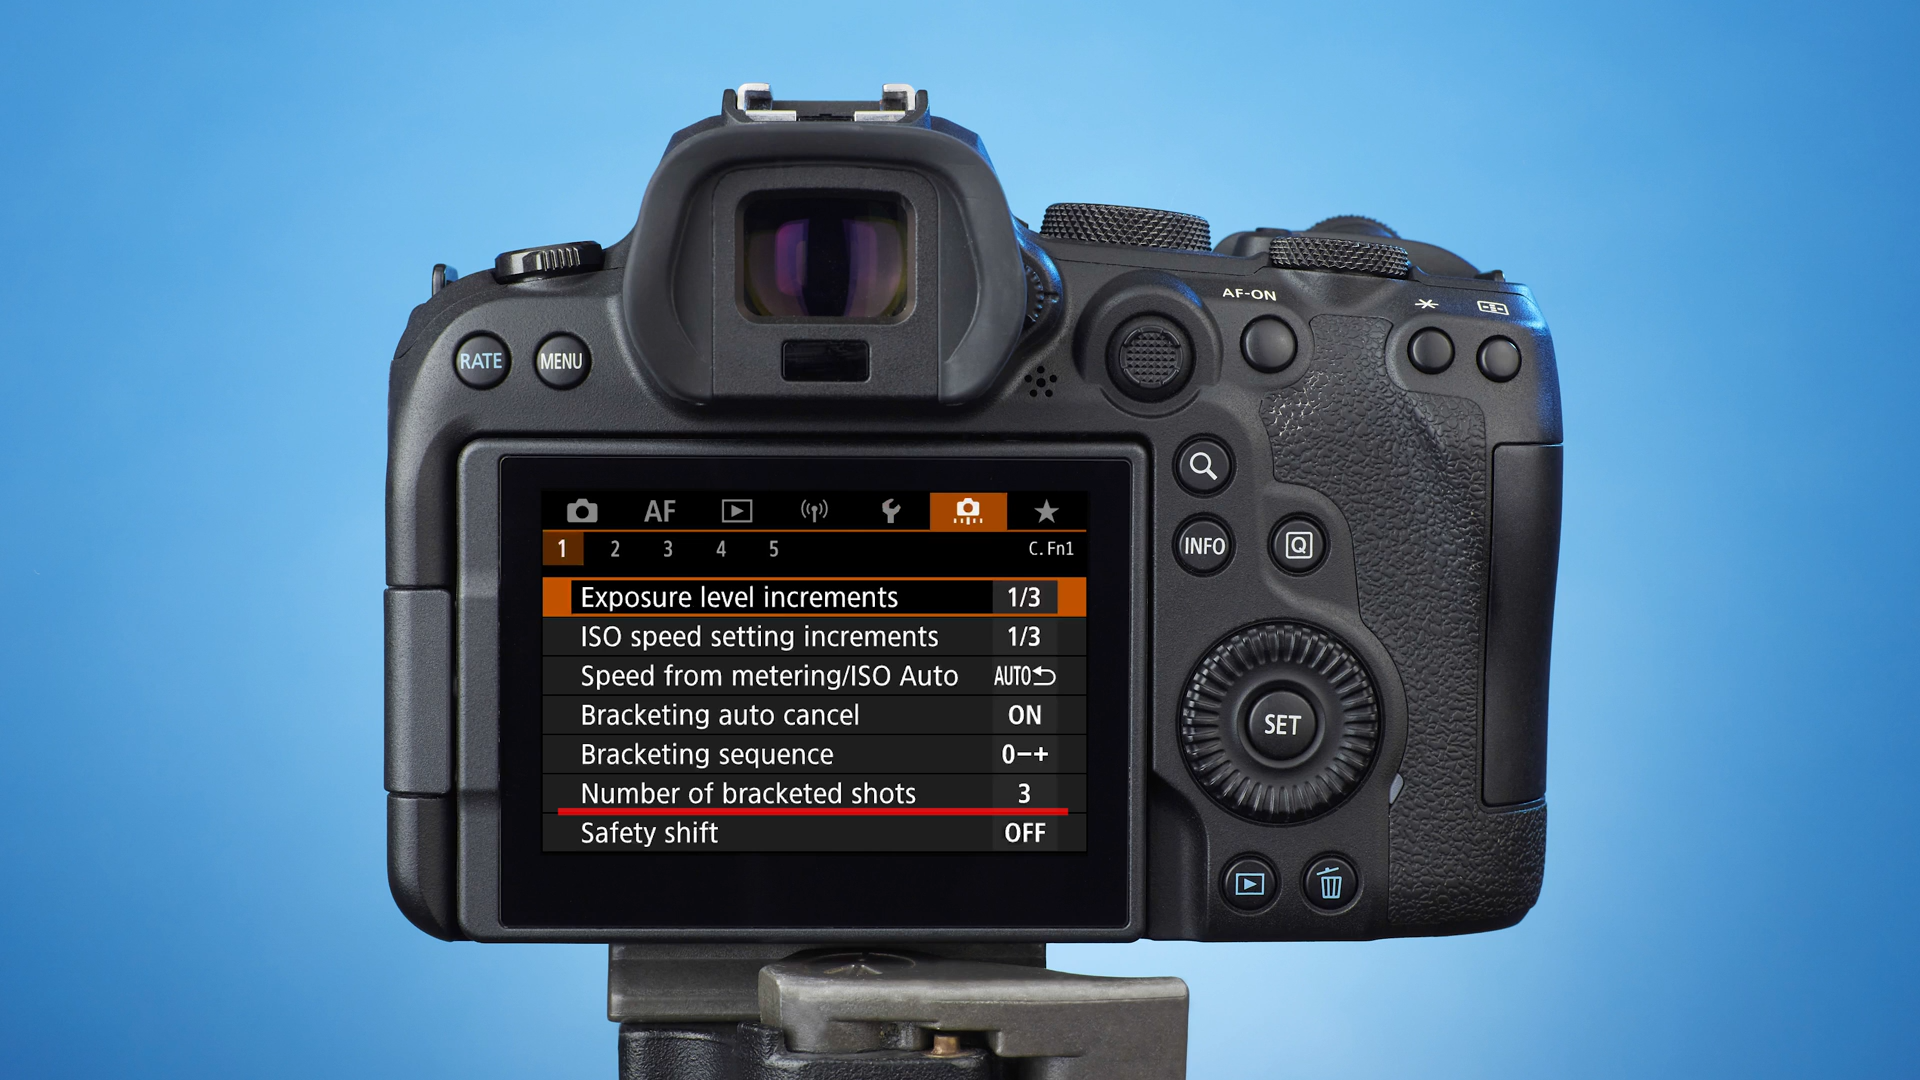 AF-ON
RATE MENU
AF
1 2 3 4 5 C.Fn1
Exposure level increments 1/3
ISO speed setting increments 1/3
Speed from metering/ISO Auto AUTO
Bracketing auto cancel ON
Bracketing sequence 0−+
Number of bracketed shots 3
Safety shift OFF
INFO Q
SET